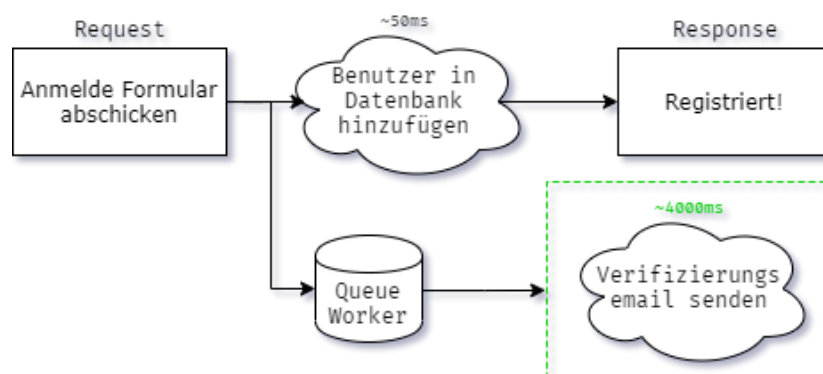 Request
~50ms
Response
Anmelde Formular
abschicken
Benutzer in
Datenbank
hinzufügen
Registriert!
~4000ms
Queue
Worker
Verifizierungs
email senden